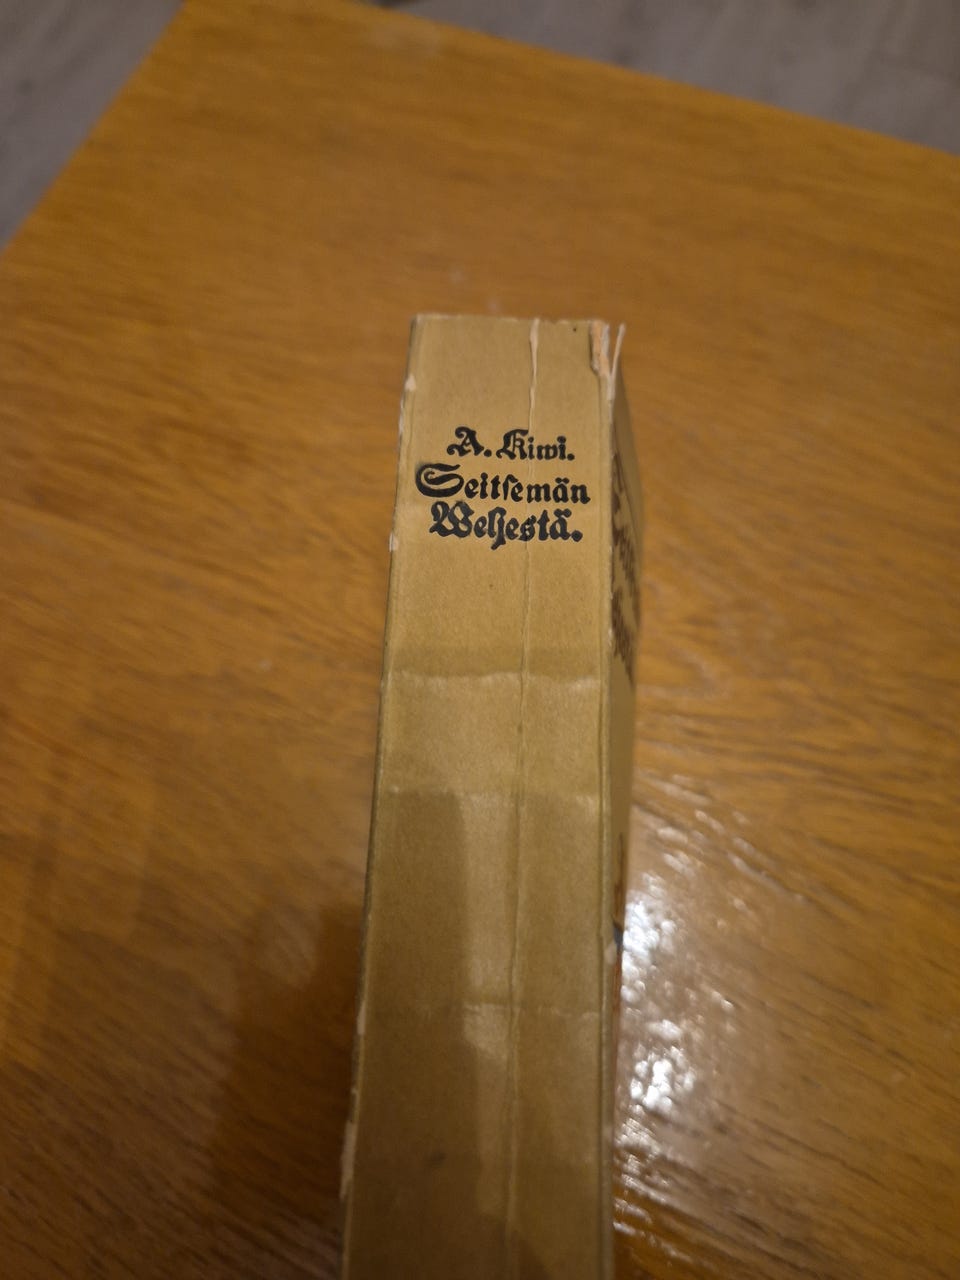 A. Kiwi.
Seitsemän
Weljestä.